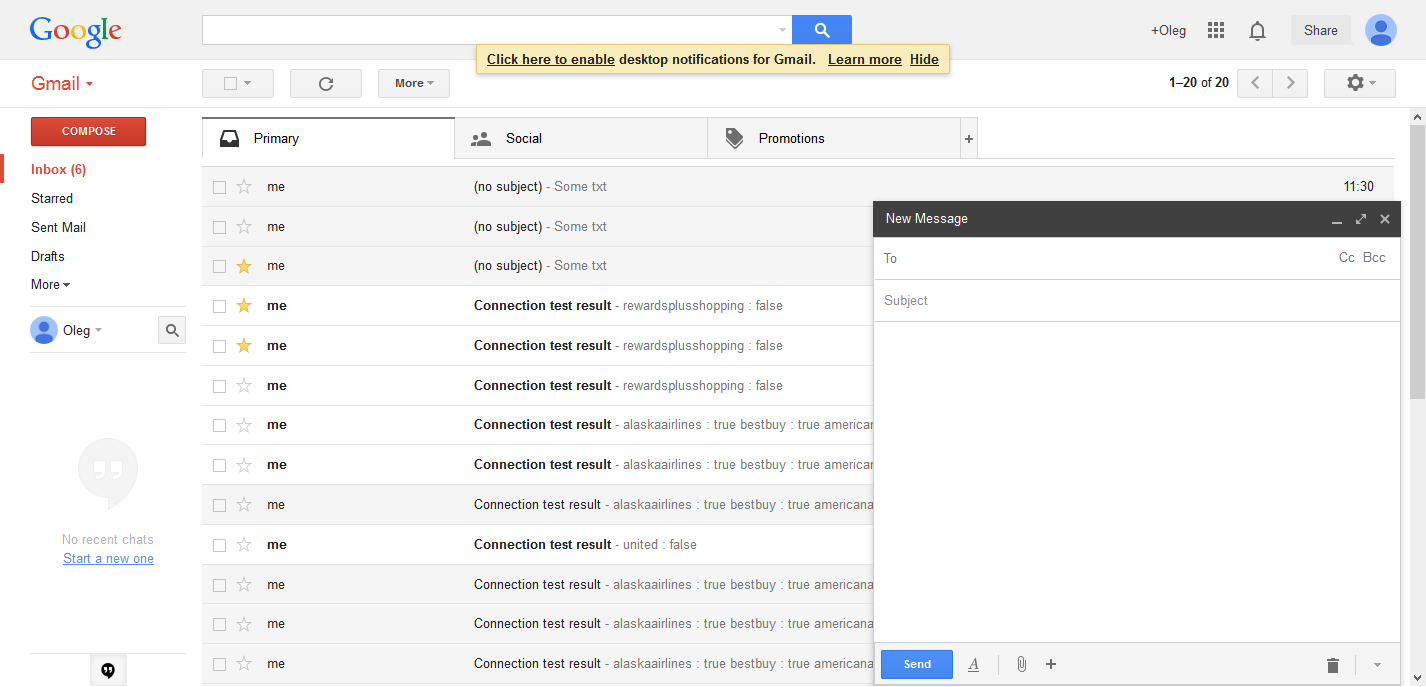 Google
+Oleg
Share
Click here to enable desktop notifications for Gmail. Learn more Hide
Gmail
More
1–20 of 20
COMPOSE
Inbox (6)
Starred
Sent Mail
Drafts
More
Oleg
No recent chats
Start a new one
Primary
Social
Promotions
+
me (no subject) - Some txt 11:30
me (no subject) - Some txt
me (no subject) - Some txt
me Connection test result - rewardsplusshopping : false
me Connection test result - rewardsplusshopping : false
me Connection test result - rewardsplusshopping : false
me Connection test result - alaskaairlines : true bestbuy : true american
me Connection test result - alaskaairlines : true bestbuy : true american
me Connection test result - alaskaairlines : true bestbuy : true americana
me Connection test result - united : false
me Connection test result - alaskaairlines : true bestbuy : true americana
me Connection test result - alaskaairlines : true bestbuy : true americana
me Connection test result - alaskaairlines : true bestbuy : true americana
New Message
To
Cc Bcc
Subject
Send
A
+